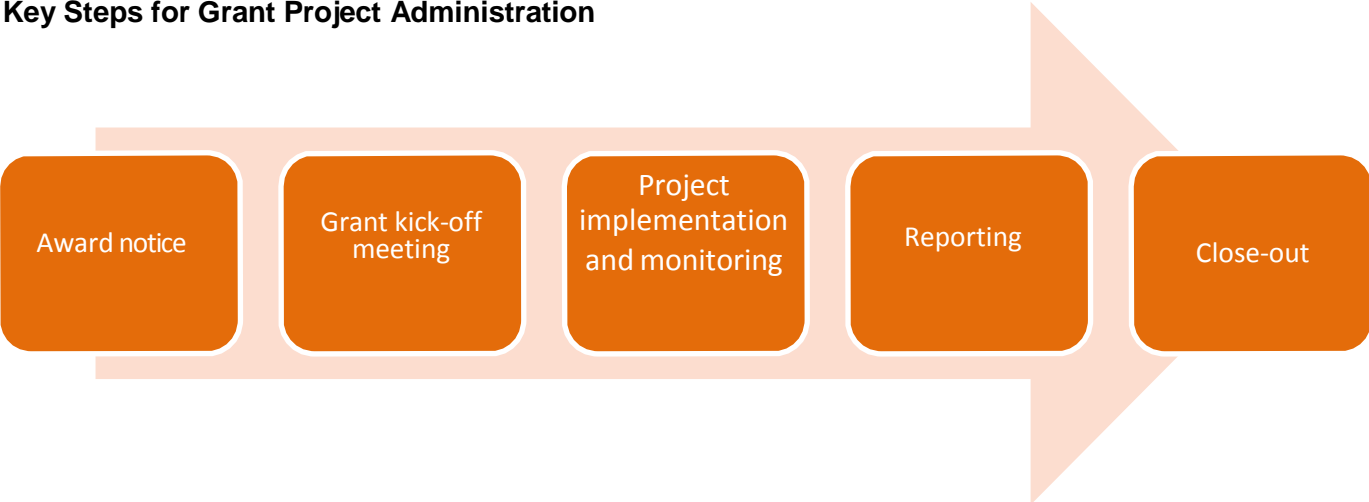 Key Steps for Grant Project Administration
Award notice
Grant kick-off
meeting
Project
implementation
and monitoring
Reporting
Close-out